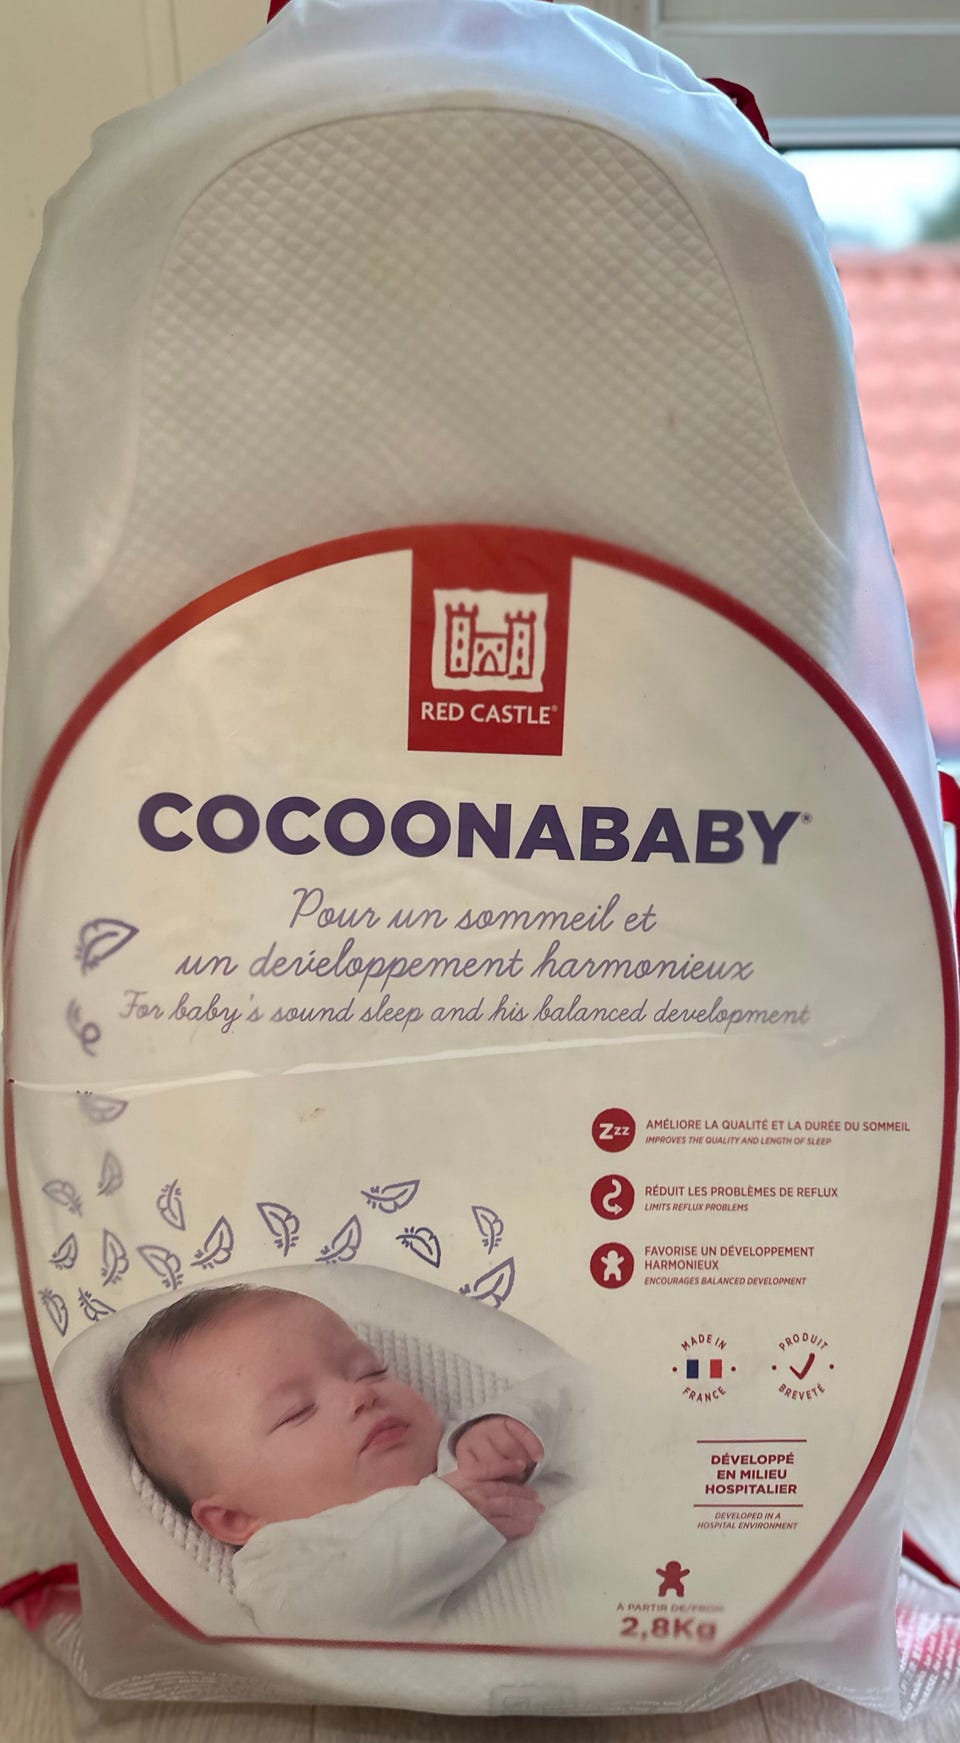 RED CASTLE®
COCOONABABY®
Pour un sommeil et
un développement harmonieux
For baby's sound sleep and his balanced development
Zzzz
AMÉLIORE LA QUALITÉ ET LA DURÉE DU SOMMEIL
IMPROVES THE QUALITY AND LENGTH OF SLEEP
RÉDUIT LES PROBLÈMES DE REFLUX
LIMITS REFLUX PROBLEMS
FAVORISE UN DÉVELOPPEMENT
HARMONIEUX
ENCOURAGES BALANCED DEVELOPMENT
MADE IN
FRANCE
PRODUIT
BREVETÉ
DÉVELOPPÉ
EN MILIEU
HOSPITALIER
DEVELOPED IN A
HOSPITAL ENVIRONMENT
À PARTIR DE/FROM
2,8Kg